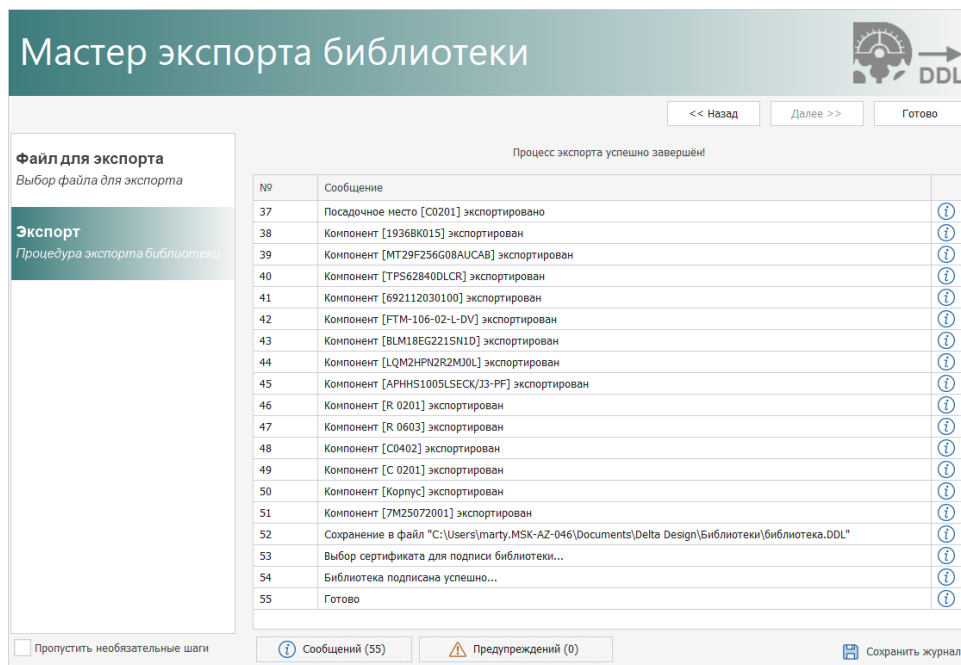 Мастер экспорта библиотеки
DDL
<< Назад
Далее >>
Готово
Файл для экспорта
Выбор файла для экспорта
Экспорт
Процедура экспорта библиотеки
Процесс экспорта успешно завершён!
№ Сообщение
37 Посадочное место [C0201] экспортировано
38 Компонент [1936ВК015] экспортирован
39 Компонент [MT29F256G08AUCAB] экспортирован
40 Компонент [TPS62840DLCR] экспортирован
41 Компонент [692112030100] экспортирован
42 Компонент [FTM-106-02-L-DV] экспортирован
43 Компонент [BLM18EG221SN1D] экспортирован
44 Компонент [LQM2HPN2R2MJ0L] экспортирован
45 Компонент [APHHS1005LSECK/J3-PF] экспортирован
46 Компонент [R 0201] экспортирован
47 Компонент [R 0603] экспортирован
48 Компонент [C0402] экспортирован
49 Компонент [C 0201] экспортирован
50 Компонент [Корпус] экспортирован
51 Компонент [7M25072001] экспортирован
52 Сохранение в файл "C:\Users\marty.MSK-AZ-046\Documents\Delta Design\Библиотеки\библиотека.DDL"
53 Выбор сертификата для подписи библиотеки...
54 Библиотека подписана успешно...
55 Готово
Пропустить необязательные шаги
Сообщений (55)
Предупреждений (0)
Сохранить журнал